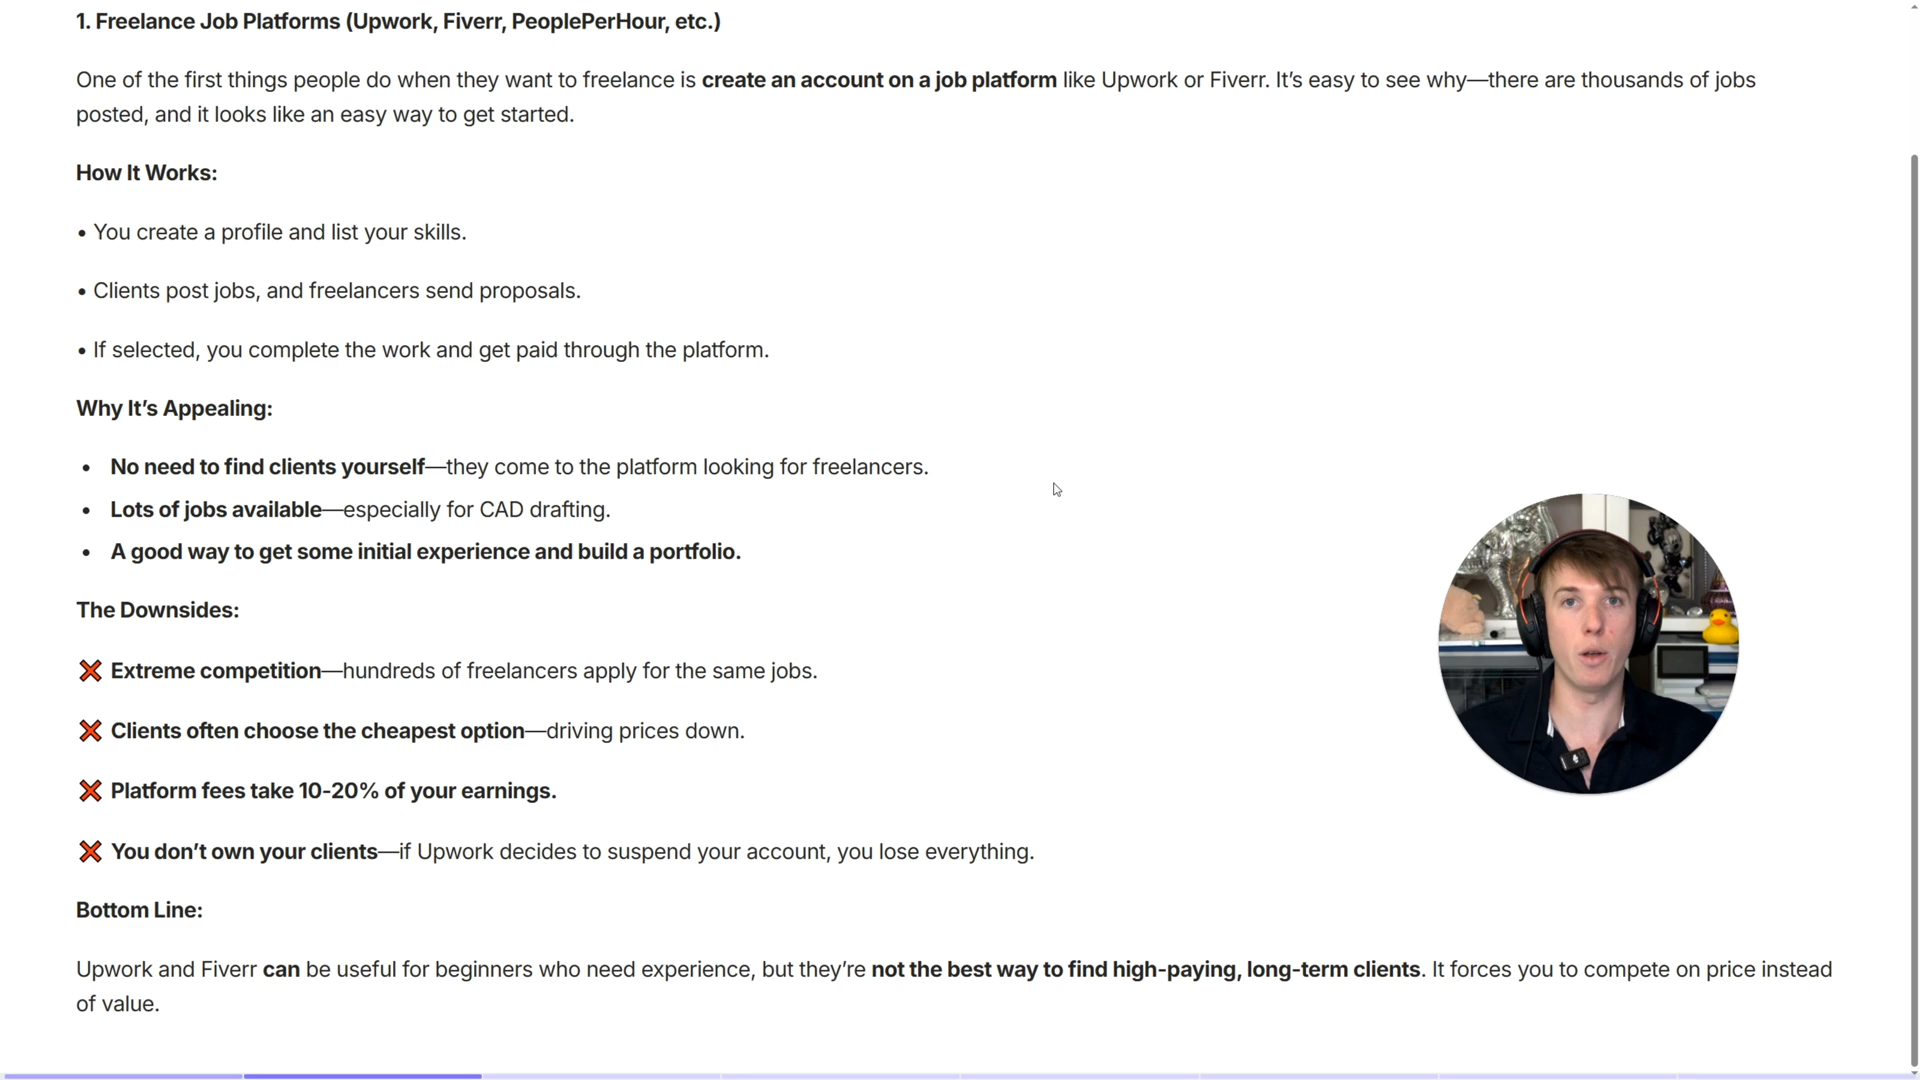 1. Freelance Job Platforms (Upwork, Fiverr, PeoplePerHour, etc.)
One of the first things people do when they want to freelance is create an account on a job platform like Upwork or Fiverr. It’s easy to see why—there are thousands of jobs
posted, and it looks like an easy way to get started.
How It Works:
• You create a profile and list your skills.
• Clients post jobs, and freelancers send proposals.
• If selected, you complete the work and get paid through the platform.
Why It’s Appealing:
• No need to find clients yourself—they come to the platform looking for freelancers.
• Lots of jobs available—especially for CAD drafting.
• A good way to get some initial experience and build a portfolio.
The Downsides:
❌ Extreme competition—hundreds of freelancers apply for the same jobs.
❌ Clients often choose the cheapest option—driving prices down.
❌ Platform fees take 10-20% of your earnings.
❌ You don’t own your clients—if Upwork decides to suspend your account, you lose everything.
Bottom Line:
Upwork and Fiverr can be useful for beginners who need experience, but they’re not the best way to find high-paying, long-term clients. It forces you to compete on price instead
of value.